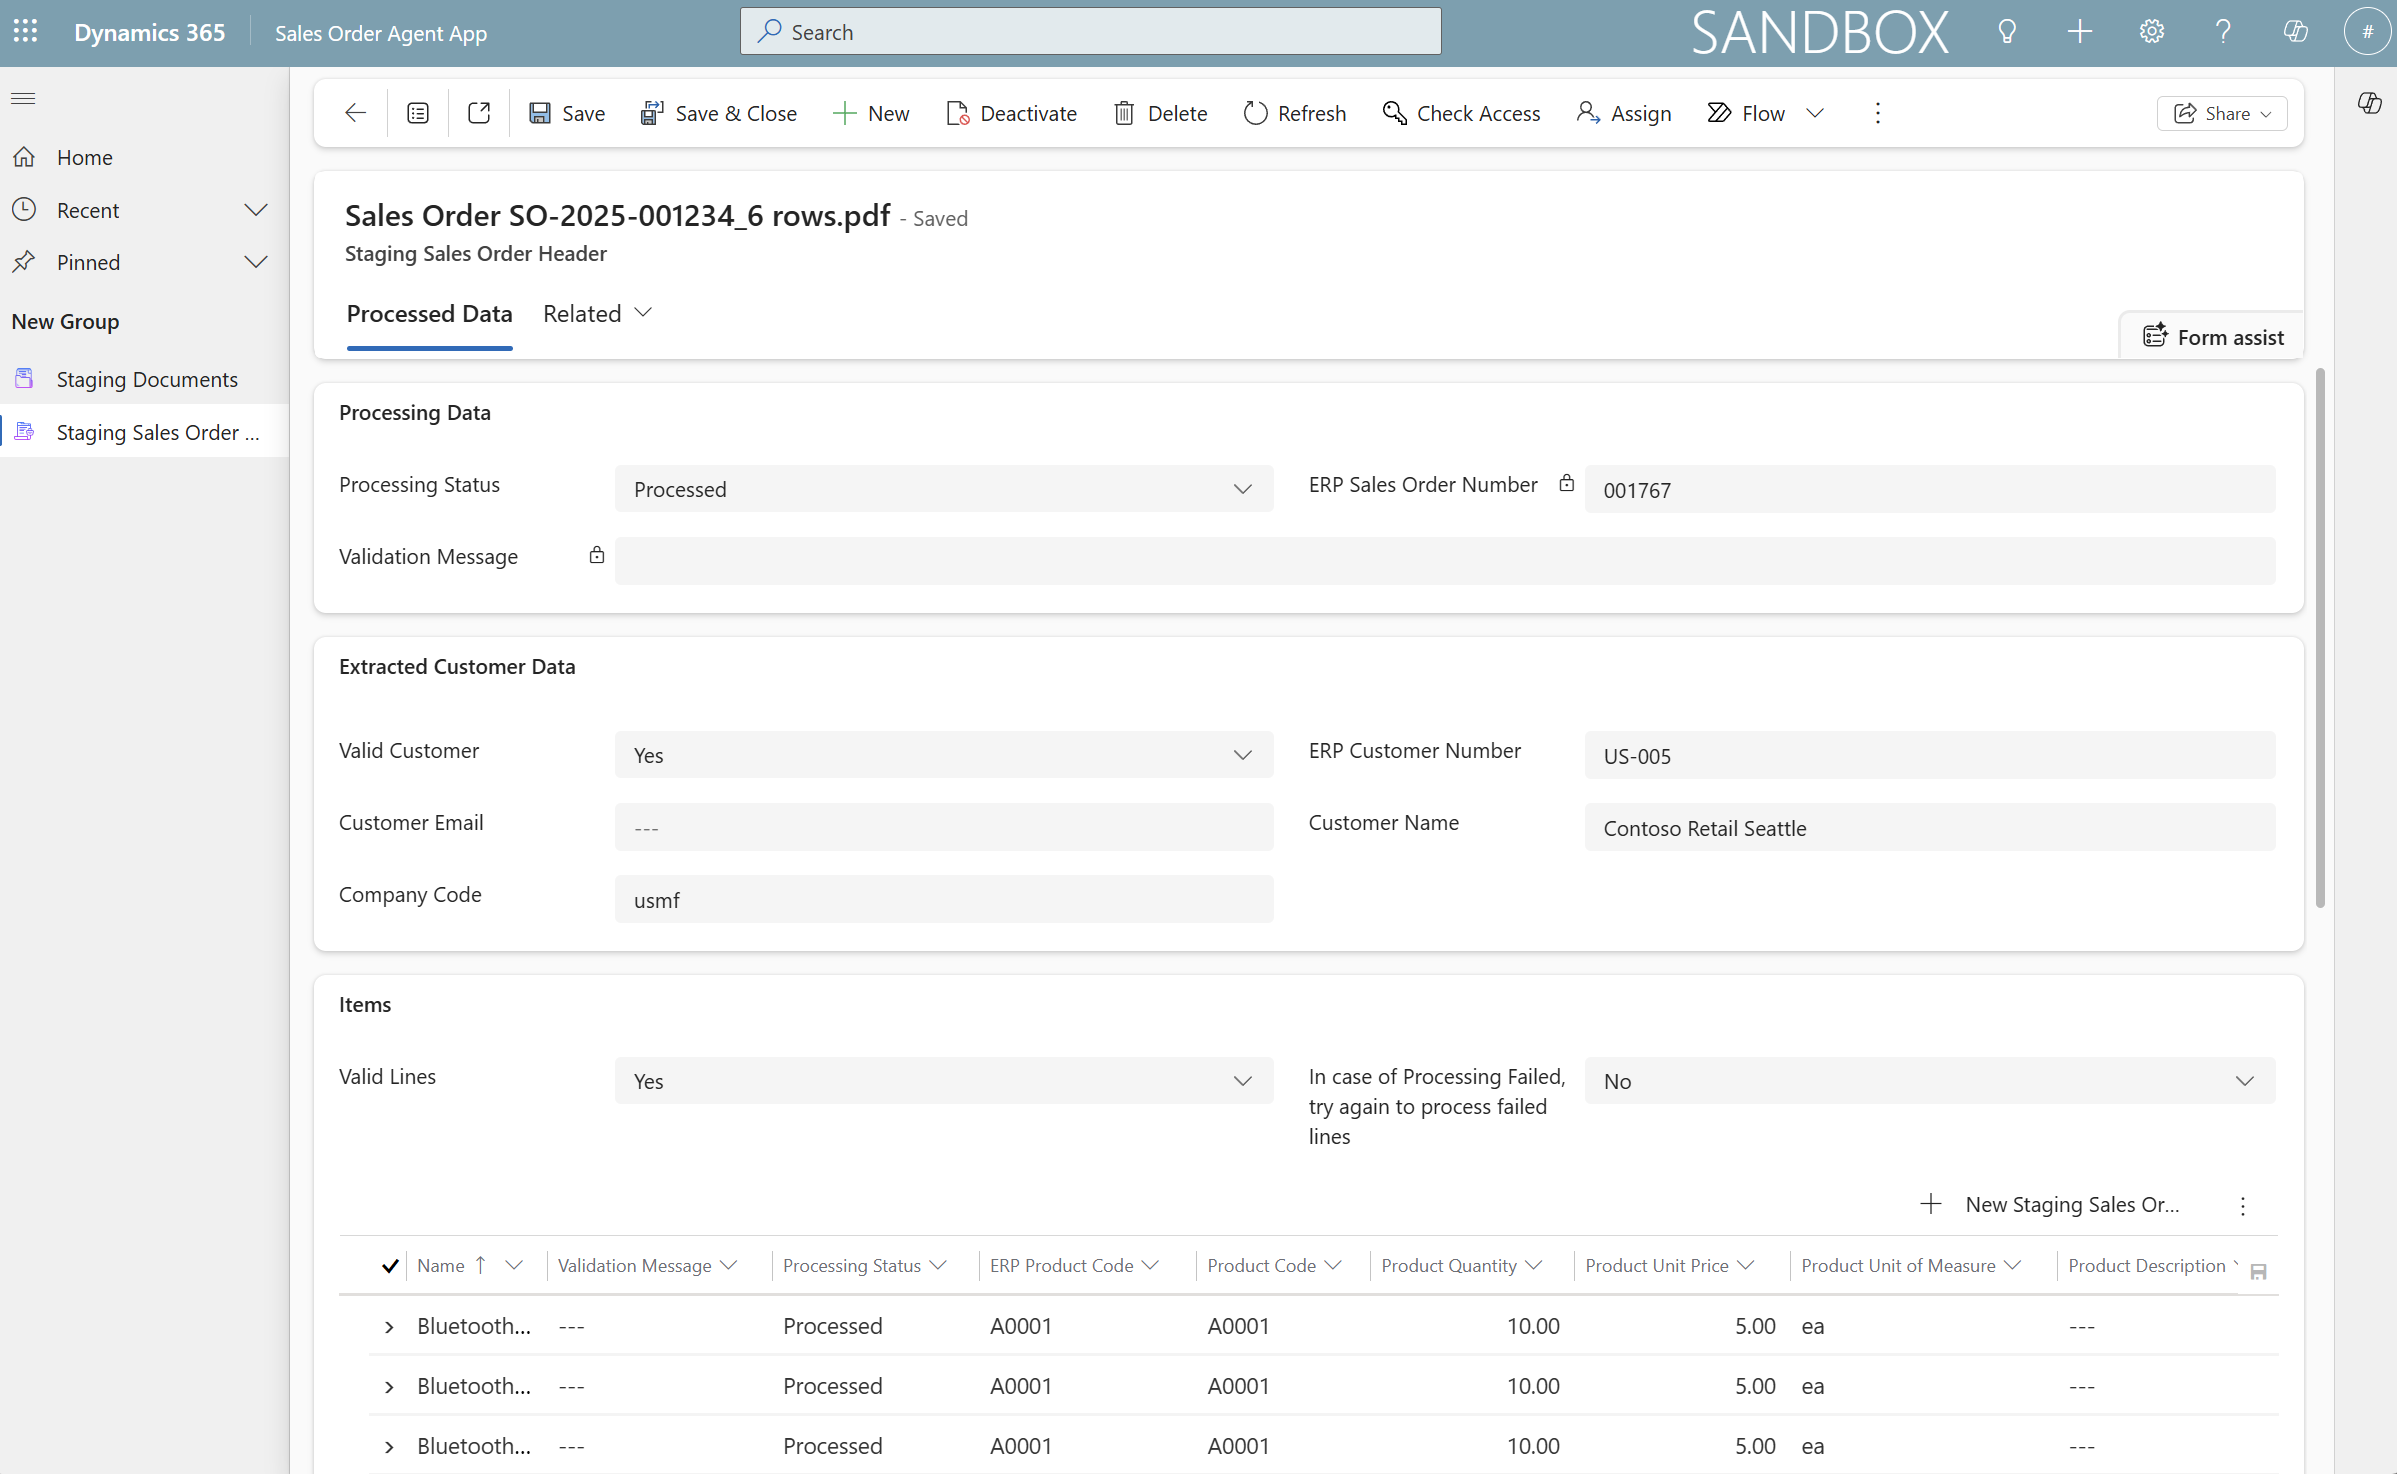 Dynamics 365
Sales Order Agent App
Search
SANDBOX
#
Save
Save & Close
New
Deactivate
Delete
Refresh
Check Access
Assign
Flow
Share
Home
Recent
Pinned
New Group
Staging Documents
Staging Sales Order ...
Sales Order SO-2025-001234_6 rows.pdf - Saved
Staging Sales Order Header
Processed Data
Related
Form assist
Processing Data
Processing Status
Processed
ERP Sales Order Number
001767
Validation Message
Extracted Customer Data
Valid Customer
Yes
ERP Customer Number
US-005
Customer Email
---
Customer Name
Contoso Retail Seattle
Company Code
usmf
Items
Valid Lines
Yes
In case of Processing Failed,
try again to process failed
lines
No
New Staging Sales Or...
Name Validation Message Processing Status ERP Product Code Product Code Product Quantity Product Unit Price Product Unit of Measure Product Description
Bluetooth... --- Processed A0001 A0001 10.00 5.00 ea ---
Bluetooth... --- Processed A0001 A0001 10.00 5.00 ea ---
Bluetooth... --- Processed A0001 A0001 10.00 5.00 ea ---